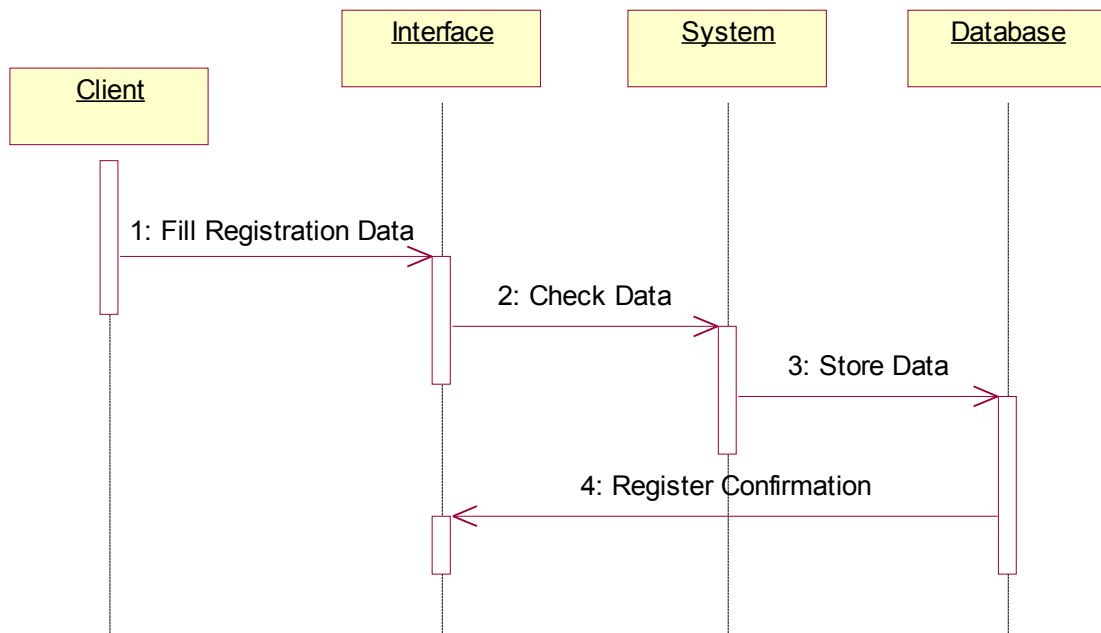 Interface
System
Database
Client
1: Fill Registration Data
2: Check Data
3: Store Data
4: Register Confirmation